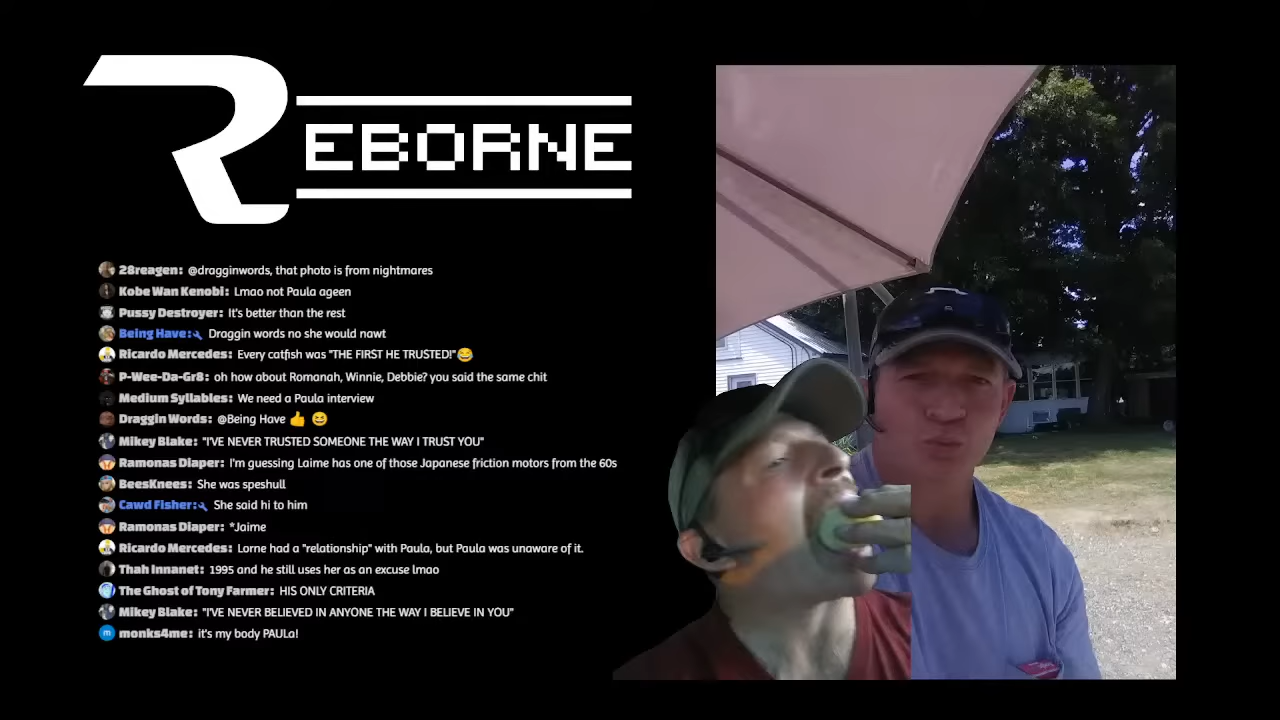 REBORNE
28reagen: @dragginwords, that photo is from nightmares
Kobe Wan Kenobi: Lmao not Paula ageen
Pussy Destroyer: It's better than the rest
Being Have: Draggin words no she would nawt
Ricardo Mercedes: Every catfish was "THE FIRST HE TRUSTED!"😂
P-Wee-Da-Gr8: oh how about Romanah, Winnie, Debbie? you said the same chit
Medium Syllables: We need a Paula interview
Draggin Words: @Being Have 👍 😆
Mikey Blake: "I'VE NEVER TRUSTED SOMEONE THE WAY I TRUST YOU"
Ramonas Diaper: I'm guessing Laime has one of those Japanese friction motors from the 60s
BeesKnees: She was speshull
Cawd Fisher: She said hi to him
Ramonas Diaper: *Jaime
Ricardo Mercedes: Lorne had a "relationship" with Paula, but Paula was unaware of it.
Thah Innanet: 1995 and he still uses her as an excuse lmao
The Ghost of Tony Farmer: HIS ONLY CRITERIA
Mikey Blake: "I'VE NEVER BELIEVED IN ANYONE THE WAY I BELIEVE IN YOU"
m monks4me: it's my body PAULa!